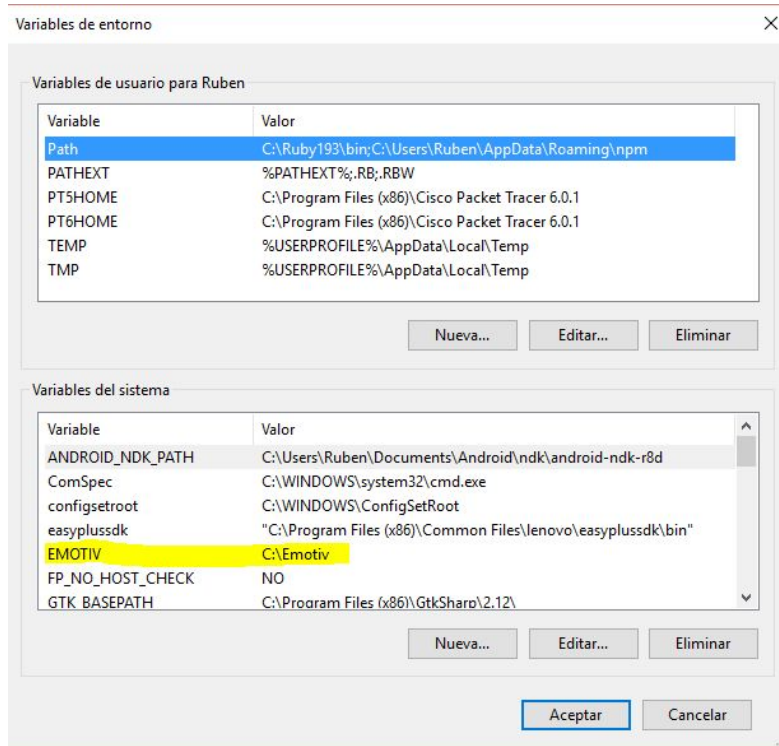 Variables de entorno
Variables de usuario para Ruben
Variable Valor
Path C:\Ruby193\bin;C:\Users\Ruben\AppData\Roaming\npm
PATHEXT %PATHEXT%;.RB;.RBW
PT5HOME C:\Program Files (x86)\Cisco Packet Tracer 6.0.1
PT6HOME C:\Program Files (x86)\Cisco Packet Tracer 6.0.1
TEMP %USERPROFILE%\AppData\Local\Temp
TMP %USERPROFILE%\AppData\Local\Temp
Nueva... Editar... Eliminar
Variables del sistema
Variable Valor
ANDROID_NDK_PATH C:\Users\Ruben\Documents\Android\ndk\android-ndk-r8d
ComSpec C:\WINDOWS\system32\cmd.exe
configsetroot C:\WINDOWS\ConfigSetRoot
easyplussdk "C:\Program Files (x86)\Common Files\lenovo\easyplussdk\bin"
EMOTIV C:\Emotiv
FP_NO_HOST_CHECK NO
GTK_BASEPATH C:\Program Files (x86)\GtkSharp\2.12\
Nueva... Editar... Eliminar
Aceptar Cancelar